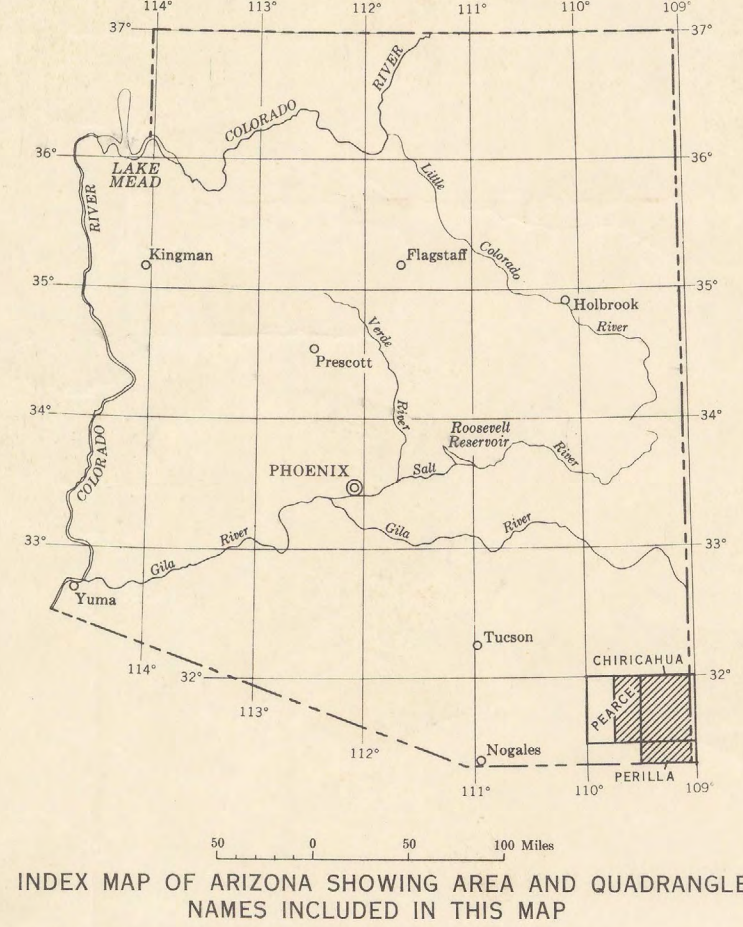 114° 113° 112° 111° 110° 109°
37° 37°
RIVER
COLORADO
36° 36°
LAKE
MEAD
Little
RIVER
Kingman
Flagstaff
Colorado
35° 35°
Holbrook
River
Verde
Prescott
34° 34°
River
Roosevelt
Reservoir
COLORADO
PHOENIX
Salt
River
33° 33°
Gila River
Gila
River
Yuma
Tucson
CHIRICAHUA
114°
32° 32°
PEARCE
113°
112°
Nogales
PERILLA
111° 110° 109°
50 0 50 100 Miles
INDEX MAP OF ARIZONA SHOWING AREA AND QUADRANGLE
NAMES INCLUDED IN THIS MAP